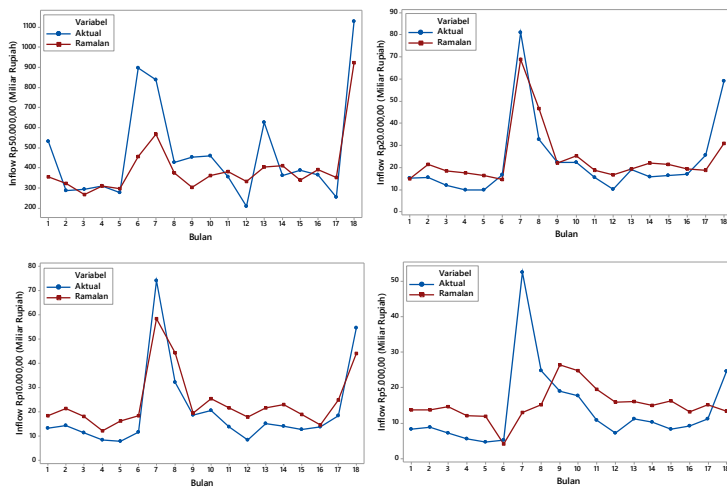 Inflow Rp50.000,00 (Miliar Rupiah)
1100
1000
900
800
700
600
500
400
300
200
Variabel
Aktual
Ramalan
1 2 3 4 5 6 7 8 9 10 11 12 13 14 15 16 17 18
Bulan
Inflow Rp20.000,00 (Miliar Rupiah)
90
80
70
60
50
40
30
20
10
0
Variabel
Aktual
Ramalan
1 2 3 4 5 6 7 8 9 10 11 12 13 14 15 16 17 18
Bulan
Inflow Rp10.000,00 (Miliar Rupiah)
80
70
60
50
40
30
20
10
0
Variabel
Aktual
Ramalan
1 2 3 4 5 6 7 8 9 10 11 12 13 14 15 16 17 18
Bulan
Inflow Rp5.000,00 (Miliar Rupiah)
50
40
30
20
10
0
Variabel
Aktual
Ramalan
1 2 3 4 5 6 7 8 9 10 11 12 13 14 15 16 17 18
Bulan